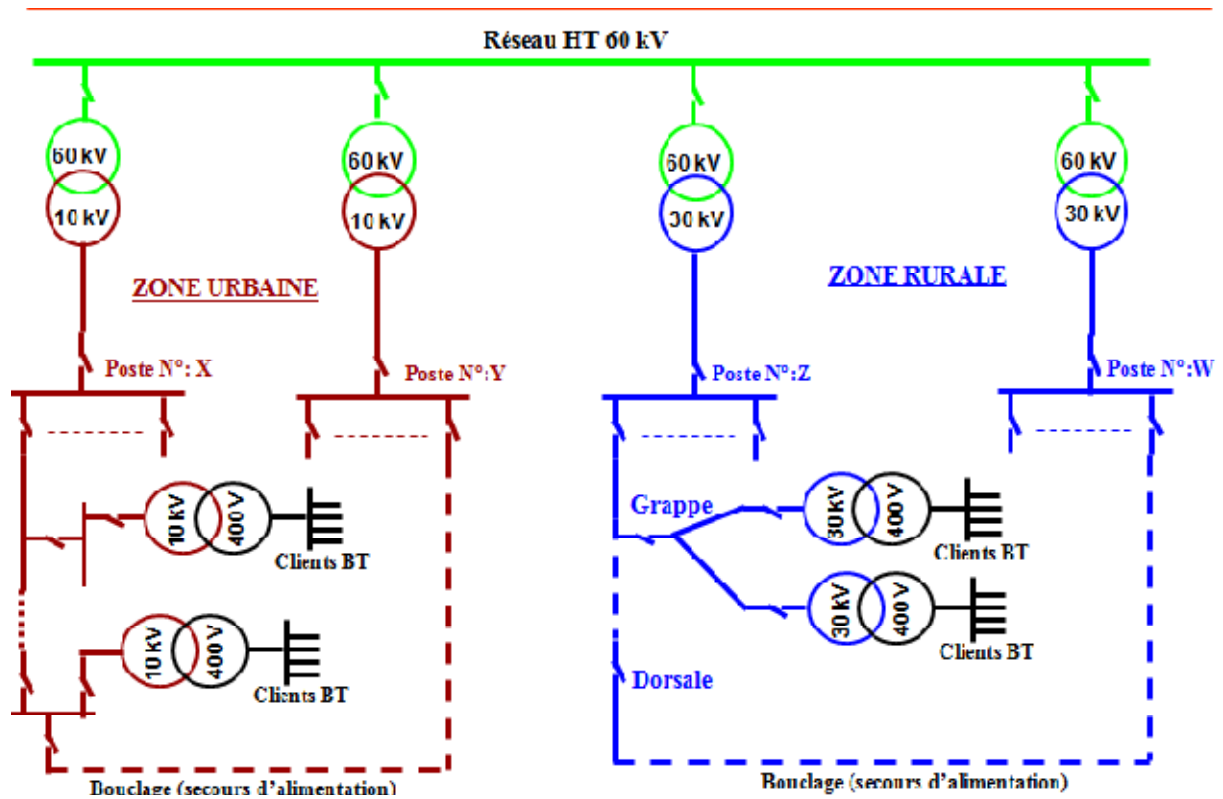 Réseau HT 60 kV
60 kV
10 kV
60 kV
10 kV
60 kV
30 kV
60 kV
30 kV
ZONE URBAINE
ZONE RURALE
Poste N°: X
Poste N°:Y
Poste N°:Z
Poste N°:W
10 kV
400 V
Clients BT
10 kV
400 V
Clients BT
Grappe
30 kV
400 V
Clients BT
30 kV
400 V
Clients BT
Dorsale
Bouclage (secours d'alimentation)
Bouclage (secours d'alimentation)